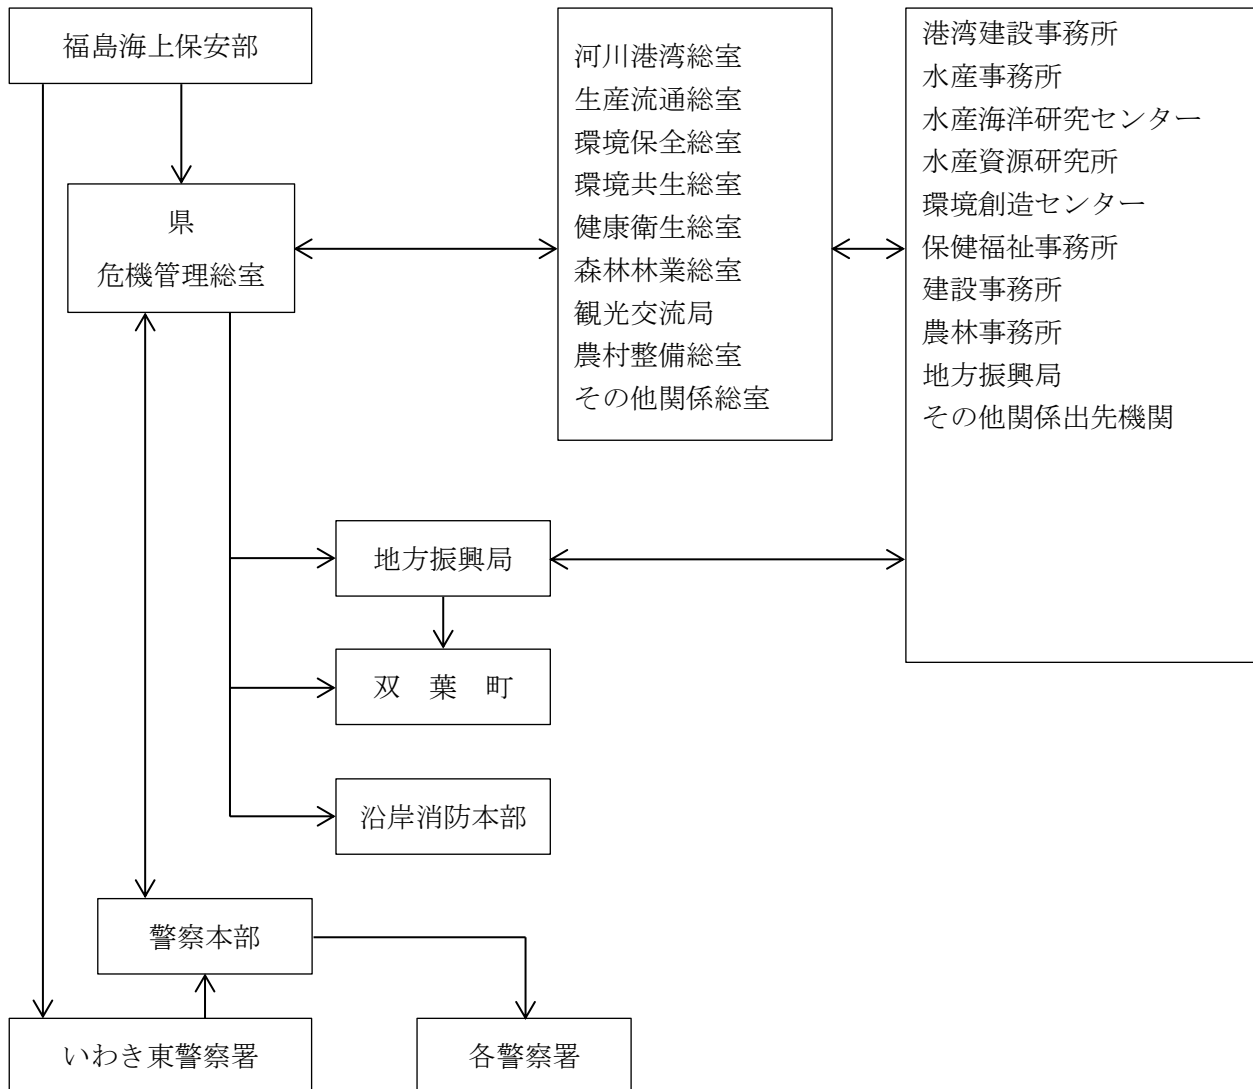 福島海上保安部
県
危機管理総室
河川港湾総室
生産流通総室
環境保全総室
環境共生総室
健康衛生総室
森林林業総室
観光交流局
農村整備総室
その他関係総室
港湾建設事務所
水産事務所
水産海洋研究センター
水産資源研究所
環境創造センター
保健福祉事務所
建設事務所
農林事務所
地方振興局
その他関係出先機関
地方振興局
双　葉　町
沿岸消防本部
警察本部
いわき東警察署
各警察署